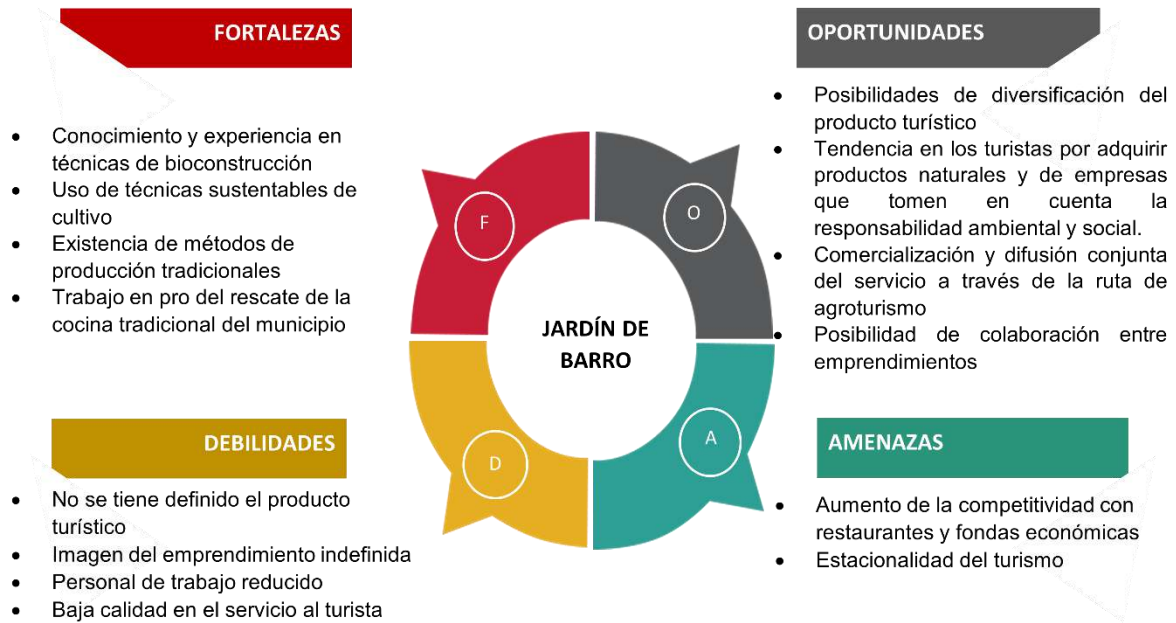 FORTALEZAS
• Conocimiento y experiencia en
técnicas de bioconstrucción
• Uso de técnicas sustentables de
cultivo
• Existencia de métodos de
producción tradicionales
• Trabajo en pro del rescate de la
cocina tradicional del municipio
OPORTUNIDADES
• Posibilidades de diversificación del
producto turístico
• Tendencia en los turistas por adquirir
productos naturales y de empresas
que tomen en cuenta la
responsabilidad ambiental y social.
• Comercialización y difusión conjunta
del servicio a través de la ruta de
agroturismo
• Posibilidad de colaboración entre
emprendimientos
F
O
JARDÍN DE
BARRO
D
A
DEBILIDADES
• No se tiene definido el producto
turístico
• Imagen del emprendimiento indefinida
• Personal de trabajo reducido
• Baja calidad en el servicio al turista
AMENAZAS
• Aumento de la competitividad con
restaurantes y fondas económicas
• Estacionalidad del turismo